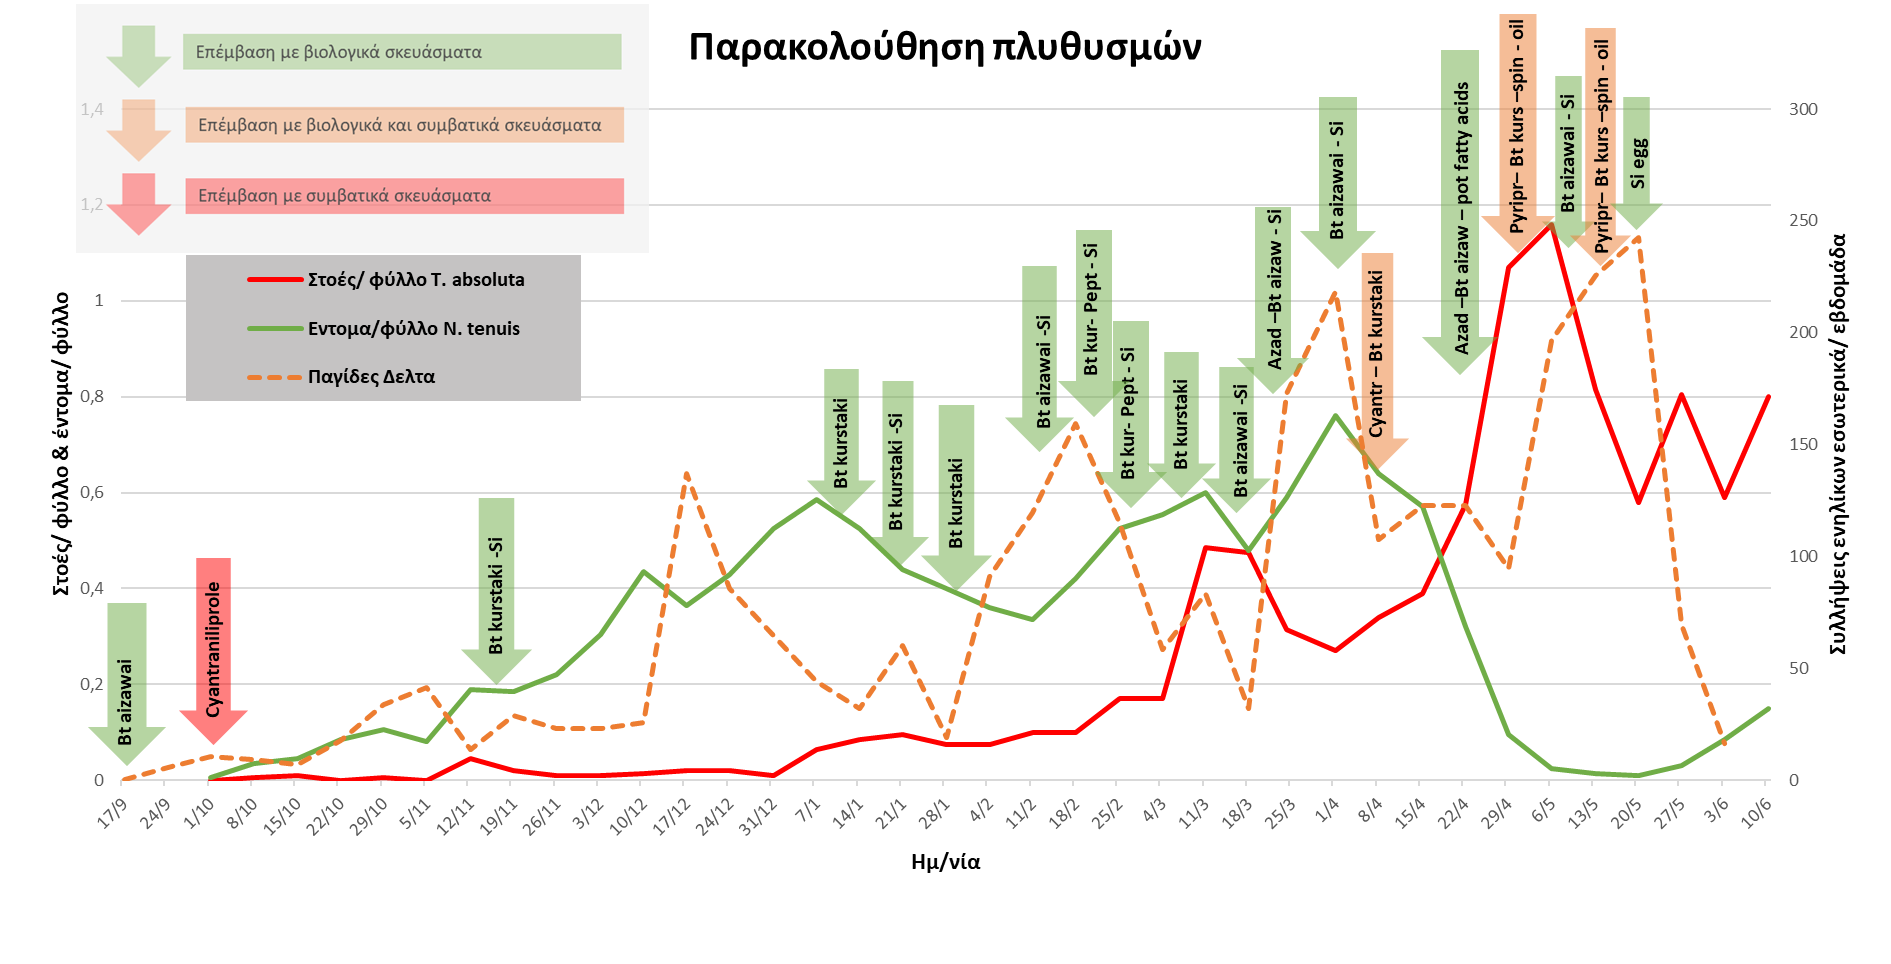 Παρακολούθηση πλυθυσμών
Επέμβαση με βιολογικά σκευάσματα
Επέμβαση με βιολογικά και συμβατικά σκευάσματα
Επέμβαση με συμβατικά σκευάσματα
Στοές/ φύλλο T. absoluta
Εντομα/φύλλο N. tenuis
Παγίδες Δελτα
Στοές/ φύλλο & έντομα/ φύλλο
1,4
1,2
1
0,8
0,6
0,4
0,2
0
Bt aizawai
Cyantraniliprole
Bt kurstaki -Si
Bt kurstaki
Bt kurstaki -Si
Bt kurstaki
Bt aizawai -Si
Bt kur- Pept - Si
Bt kur- Pept - Si
Bt kurstaki
Bt aizawai -Si
Azad –Bt aizaw - Si
Bt aizawai - Si
Cyantr – Bt kurstaki
Azad –Bt aizaw – pot fatty acids
Pyripr– Bt kurs –spin - oil
Bt aizawai - Si
Pyripr– Bt kurs –spin - oil
Si egg
300
250
200
150
100
50
0
Συλλήψεις ενηλίκων εσωτερικά/ εβδομάδα
17/9
24/9
1/10
8/10
15/10
22/10
29/10
5/11
12/11
19/11
26/11
3/12
10/12
17/12
24/12
31/12
7/1
14/1
21/1
28/1
4/2
11/2
18/2
25/2
4/3
11/3
18/3
25/3
1/4
8/4
15/4
22/4
29/4
6/5
13/5
20/5
27/5
3/6
10/6
Ημ/νία